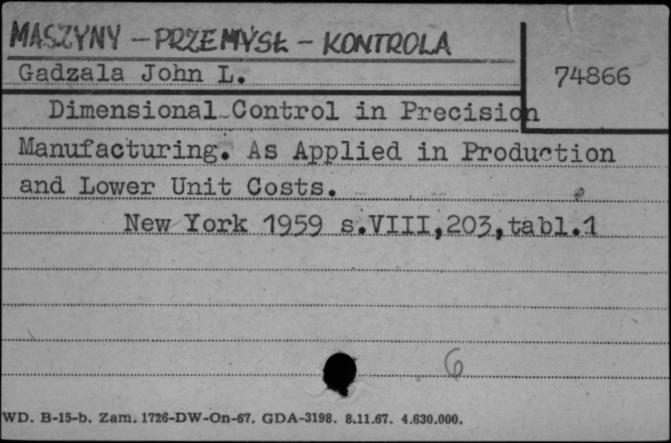 MASZYNY – PRZEMYSŁ – KONTROLA
Gadzala John L.
74866
Dimensional Control in Precision
Manufacturing. As Applied in Production
and Lower Unit Costs.
New York 1959 s.VIII,203,tabl.1
6
WD. B-15-b. Zam. 1726-DW-On-67. GDA-3198. 8.11.67. 4.630.000.